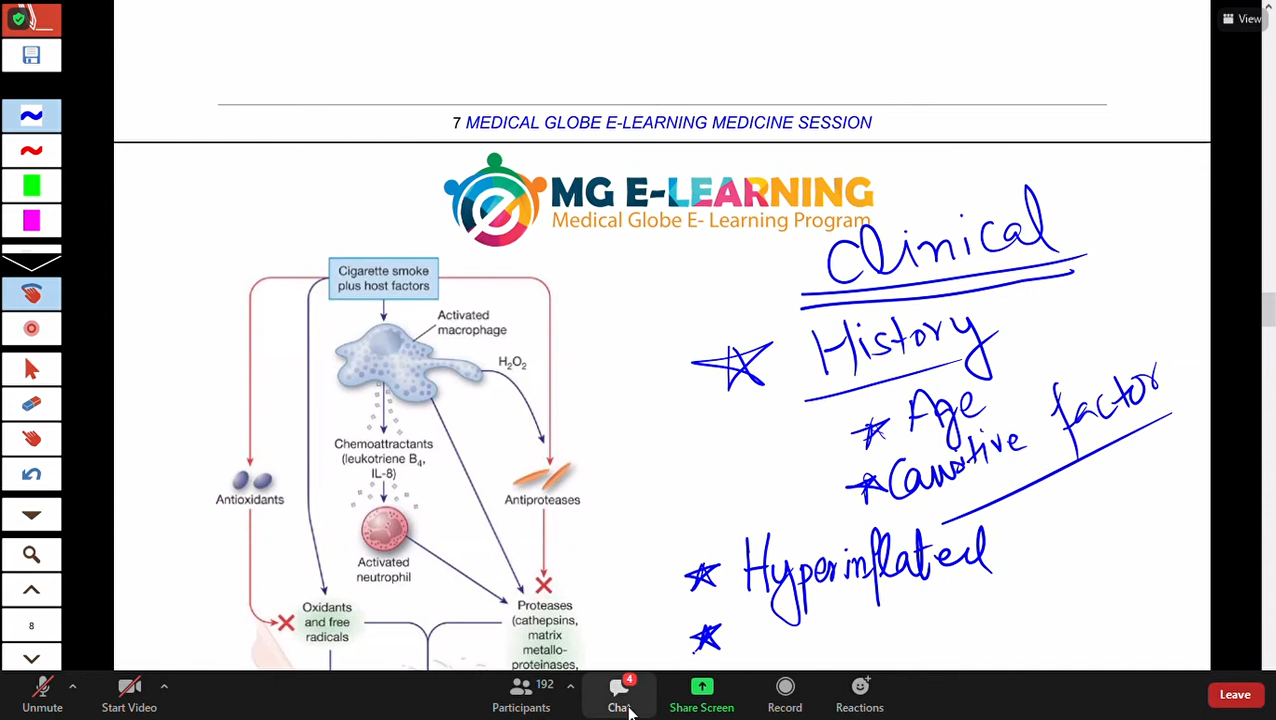 View
7 MEDICAL GLOBE E-LEARNING MEDICINE SESSION
MG E-LEARNING
Medical Globe E- Learning Program
Clinical
Cigarette smoke
plus host factors
Activated
macrophage
H2O2
History
Age
Causitive factor
Chemoattractants
(leukotriene B4,
IL-8)
Antioxidants
Antiproteases
Activated
neutrophil
Hyperinflated
Oxidants
and free
radicals
Proteases
(cathepsins,
matrix
metallo-
proteinases,
8
Unmute
Start Video
192
Participants
4
Chat
Share Screen
Record
Reactions
Leave